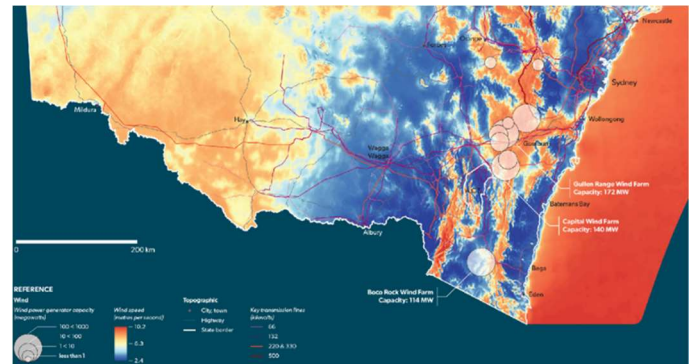 Newcastle
Orange
Sydney
Mildura
Hay
Wollongong
Wagga
Wagga
Goulburn
Gullen Range Wind Farm
Capacity: 172 MW
Batemans Bay
Capital Wind Farm
Capacity: 140 MW
Albury
0
200 km
Bega
Boco Rock Wind Farm
Capacity: 114 MW
Eden
REFERENCE
Wind
Wind power generator capacity
(megawatts)
100 < 1000
10 < 100
1 < 10
less than 1
Wind speed
(metres per second)
10.2
6.3
2.4
Topographic
City, town
Highway
State border
Key transmission lines
(kilovolts)
66
132
220 & 330
500